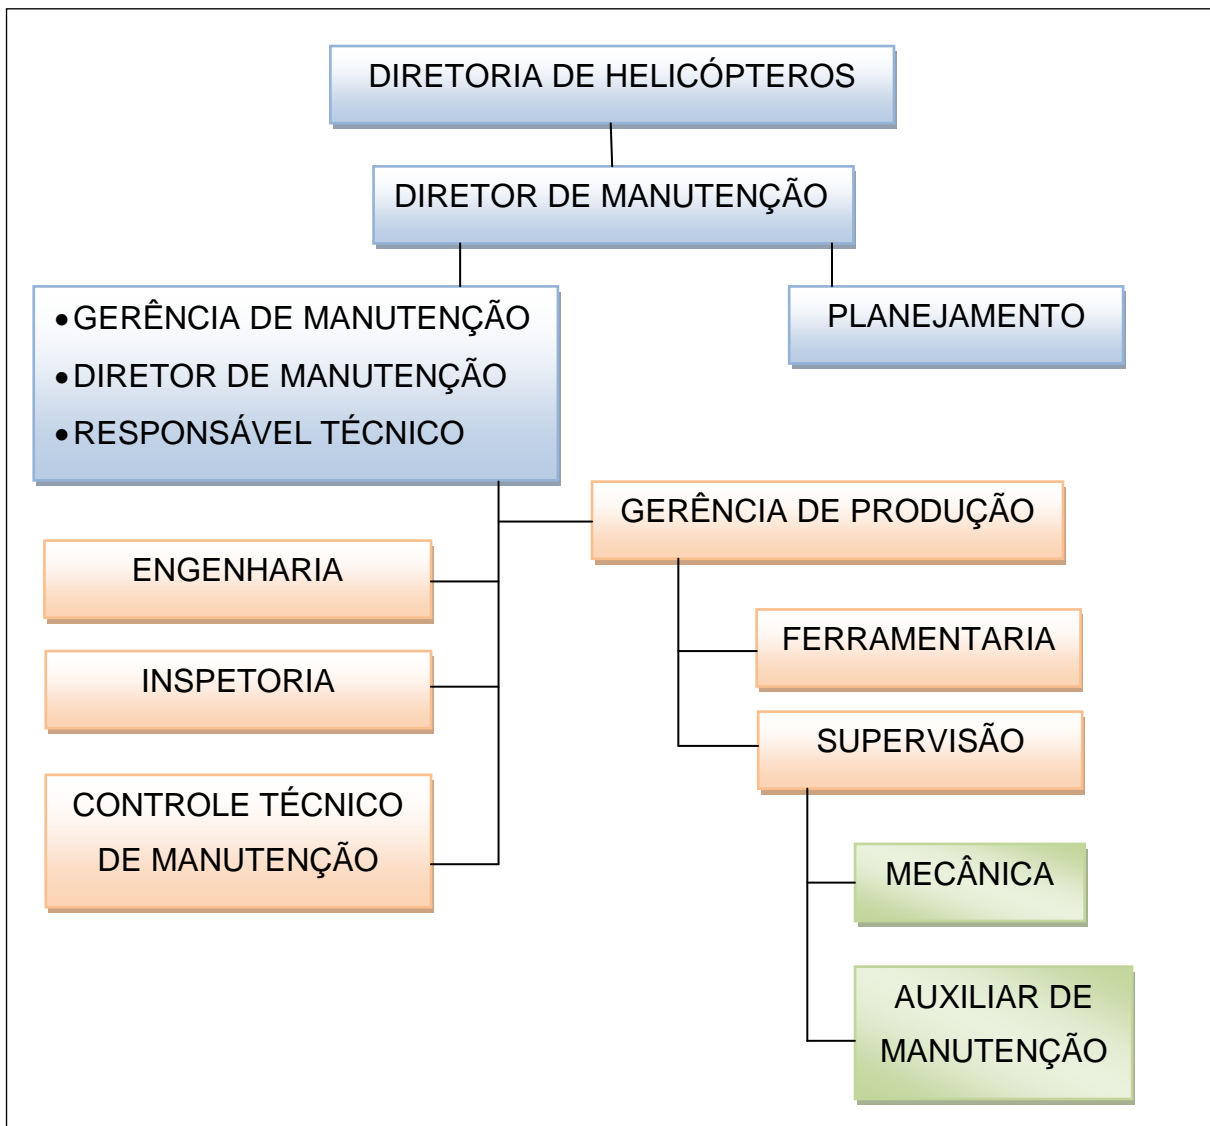 DIRETORIA DE HELICÓPTEROS
DIRETOR DE MANUTENÇÃO
•GERÊNCIA DE MANUTENÇÃO
•DIRETOR DE MANUTENÇÃO
•RESPONSÁVEL TÉCNICO
PLANEJAMENTO
GERÊNCIA DE PRODUÇÃO
ENGENHARIA
INSPETORIA
CONTROLE TÉCNICO
DE MANUTENÇÃO
FERRAMENTARIA
SUPERVISÃO
MECÂNICA
AUXILIAR DE
MANUTENÇÃO